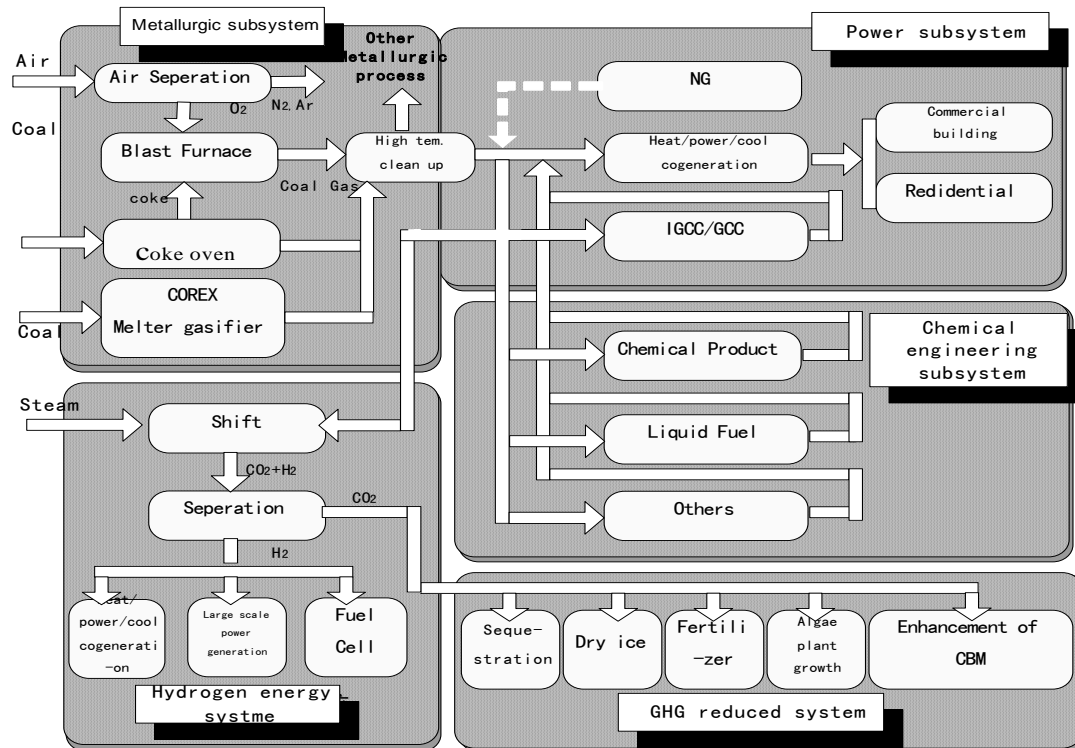 Metallurgic subsystem
Air
Air Seperation
O2
N2, Ar
Other
Metallurgic
process
Coal
Blast Furnace
High tem.
clean up
Coal Gas
coke
Coke oven
COREX
Melter gasifier
Coal
Power subsystem
NG
Heat/power/cool
cogeneration
Commercial
building
Redidential
IGCC/GCC
Chemical
engineering
subsystem
Chemical Product
Liquid Fuel
Others
Steam
Shift
CO2+H2
Seperation
CO2
H2
Heat/
power/cool
cogenerati-
-on
Large scale
power
generation
Fuel
Cell
Hydrogen energy
systme
Seque-
stration
Dry ice
Fertili
-zer
Algae
plant
growth
Enhancement of
CBM
GHG reduced system